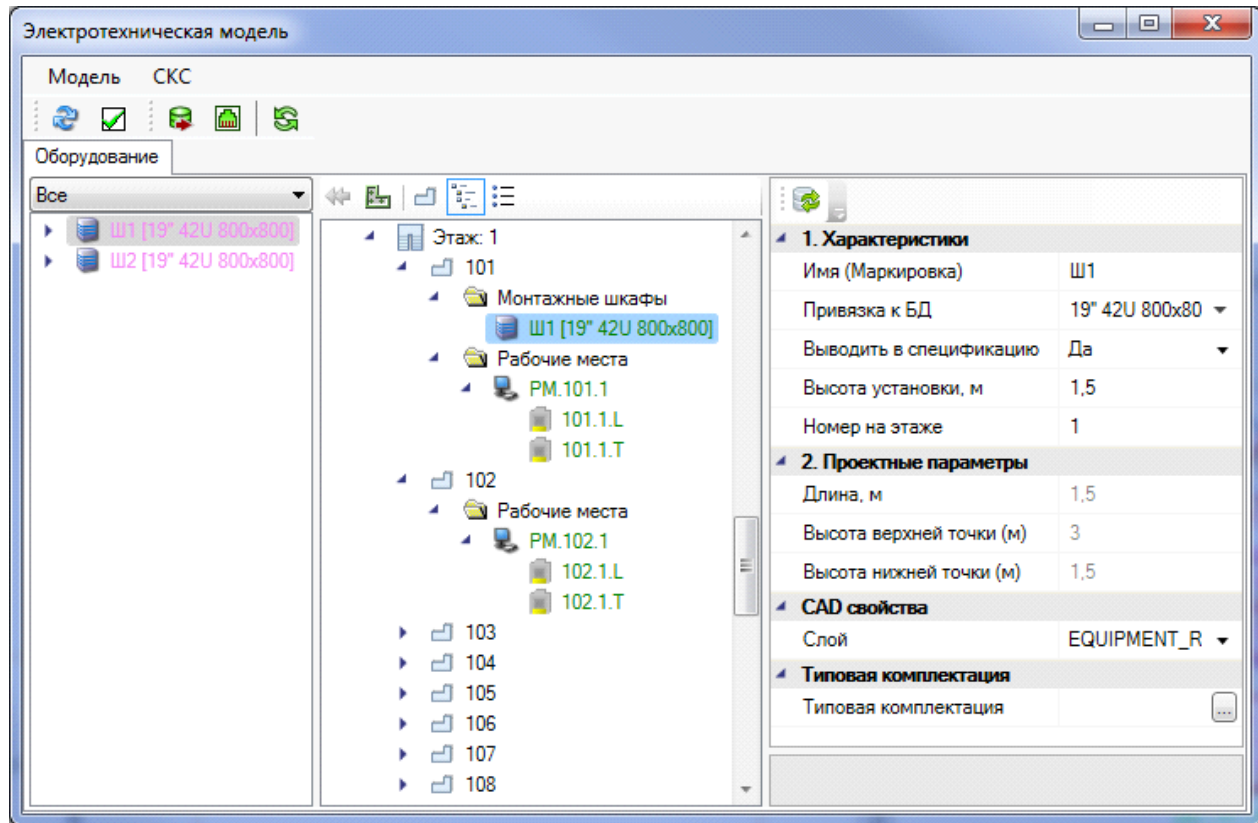 Электротехническая модель
Модель СКС
Оборудование
Все
Ш1 [19" 42U 800x800]
Ш2 [19" 42U 800x800]
Этаж: 1
101
Монтажные шкафы
Ш1 [19" 42U 800x800]
Рабочие места
РМ.101.1
101.1.L
101.1.T
102
Рабочие места
РМ.102.1
102.1.L
102.1.T
103
104
105
106
107
108
1. Характеристики
Имя (Маркировка) Ш1
Привязка к БД 19" 42U 800x80
Выводить в спецификацию Да
Высота установки, м 1,5
Номер на этаже 1
2. Проектные параметры
Длина, м 1,5
Высота верхней точки (м) 3
Высота нижней точки (м) 1,5
CAD свойства
Слой EQUIPMENT_R
Типовая комплектация
Типовая комплектация ...